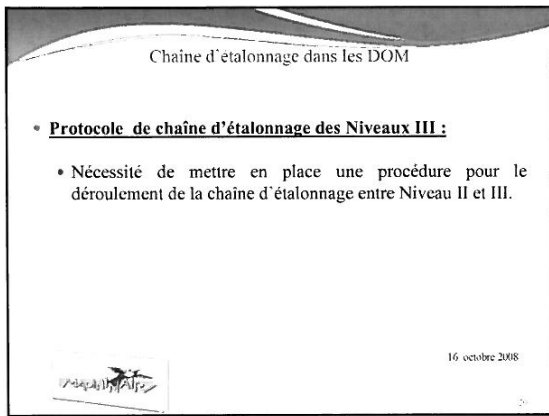 Chaîne d'étalonnage dans les DOM
• Protocole de chaîne d'étalonnage des Niveaux III :
• Nécessité de mettre en place une procédure pour le
déroulement de la chaîne d'étalonnage entre Niveau II et III.
16 octobre 2008